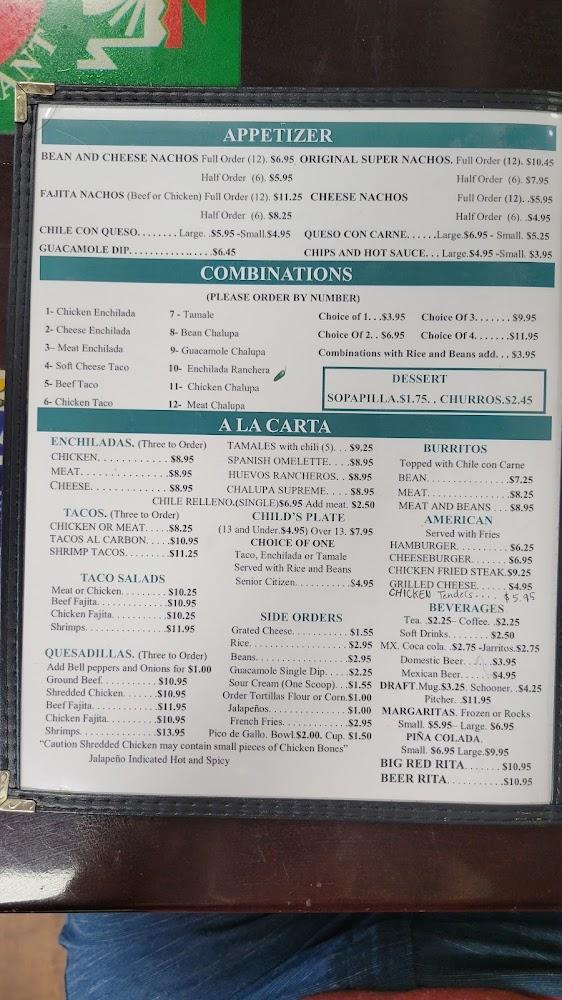 ANT
APPETIZER
BEAN AND CHEESE NACHOS Full Order (12). $6.95
Half Order (6). $5.95
FAJITA NACHOS (Beef or Chicken) Full Order (12). $11.25
Half Order (6). $8.25
CHILE CON QUESO........ Large. .$5.95 -Small.$4.95
GUACAMOLE DIP................$6.45
ORIGINAL SUPER NACHOS. Full Order (12). $10.45
Half Order (6). $7.95
CHEESE NACHOS Full Order (12). .$5.95
Half Order (6). .$4.95
QUESO CON CARNE......Large.$6.95 - Small. $5.25
CHIPS AND HOT SAUCE... Large.$4.95 -Small. $3.95
COMBINATIONS
(PLEASE ORDER BY NUMBER)
1- Chicken Enchilada
2- Cheese Enchilada
3– Meat Enchilada
4- Soft Cheese Taco
5- Beef Taco
6- Chicken Taco
7 - Tamale
8- Bean Chalupa
9- Guacamole Chalupa
10- Enchilada Ranchera
11- Chicken Chalupa
12- Meat Chalupa
Choice of 1. . .$3.95 Choice Of 3....... $9.95
Choice Of 2. . $6.95 Choice Of 4.......$11.95
Combinations with Rice and Beans add. . . $3.95
DESSERT
SOPAPILLA.$1.75. . CHURROS.$2.45
A LA CARTA
ENCHILADAS. (Three to Order)
CHICKEN................ $8.95
MEAT...................$8.95
CHEESE................. $8.95
TACOS. (Three to Order)
CHICKEN OR MEAT.....$8.25
TACOS AL CARBON.....$10.95
SHRIMP TACOS.........$11.25
TACO SALADS
Meat or Chicken........... $10.25
Beef Fajita................$10.95
Chicken Fajita............ $10.25
Shrimps...................$11.95
QUESADILLAS. (Three to Order)
Add Bell peppers and Onions for $1.00
Ground Beef.............. $10.95
Shredded Chicken........ $10.95
Beef Fajita................ $11.95
Chicken Fajita............ $10.95
Shrimps.................. $13.95
"Caution Shredded Chicken may contain small pieces of Chicken Bones"
Jalapeño Indicated Hot and Spicy
TAMALES with chili (5). . . $9.25
SPANISH OMELETTE. . . .$8.95
HUEVOS RANCHEROS. . $8.95
CHALUPA SUPREME. . . . $8.95
CHILE RELLENO.(SINGLE)$6.95 Add meat. $2.50
CHILD'S PLATE
(13 and Under.$4.95) Over 13. $7.95
CHOICE OF ONE
Taco, Enchilada or Tamale
Served with Rice and Beans
Senior Citizen..............$4.95
SIDE ORDERS
Grated Cheese............. $1.55
Rice..................... $2.95
Beans.................... $2.95
Guacamole Single Dip...... $2.25
Sour Cream (One Scoop). . .$1.55
Order Tortillas Flour or Corn.$1.00
Jalapeños................. $1.00
French Fries.............. $2.95
Pico de Gallo. Bowl.$2.00. Cup. $1.50
BURRITOS
Topped with Chile con Carne
BEAN..................$7.25
MEAT................. $8.25
MEAT AND BEANS . . . $8.95
AMERICAN
Served with Fries
HAMBURGER........... $6.25
CHEESEBURGER......... $6.95
CHICKEN FRIED STEAK.$9.25
GRILLED CHEESE....... $4.95
CHICKEN Tenders.... $5.95
BEVERAGES
Tea. .$2.25– Coffee. .$2.25
Soft Drinks........ $2.50
MX. Coca cola. .$2.75 -Jarritos.$2.75
Domestic Beer. . . .$3.95
Mexican Beer...... $4.95
DRAFT.Mug.$3.25. Schooner. .$4.25
Pitcher. .$11.95
MARGARITAS. Frozen or Rocks
Small. $5.95– Large. $6.95
PIÑA COLADA.
Small. $6.95 Large.$9.95
BIG RED RITA........ $10.95
BEER RITA...........$10.95